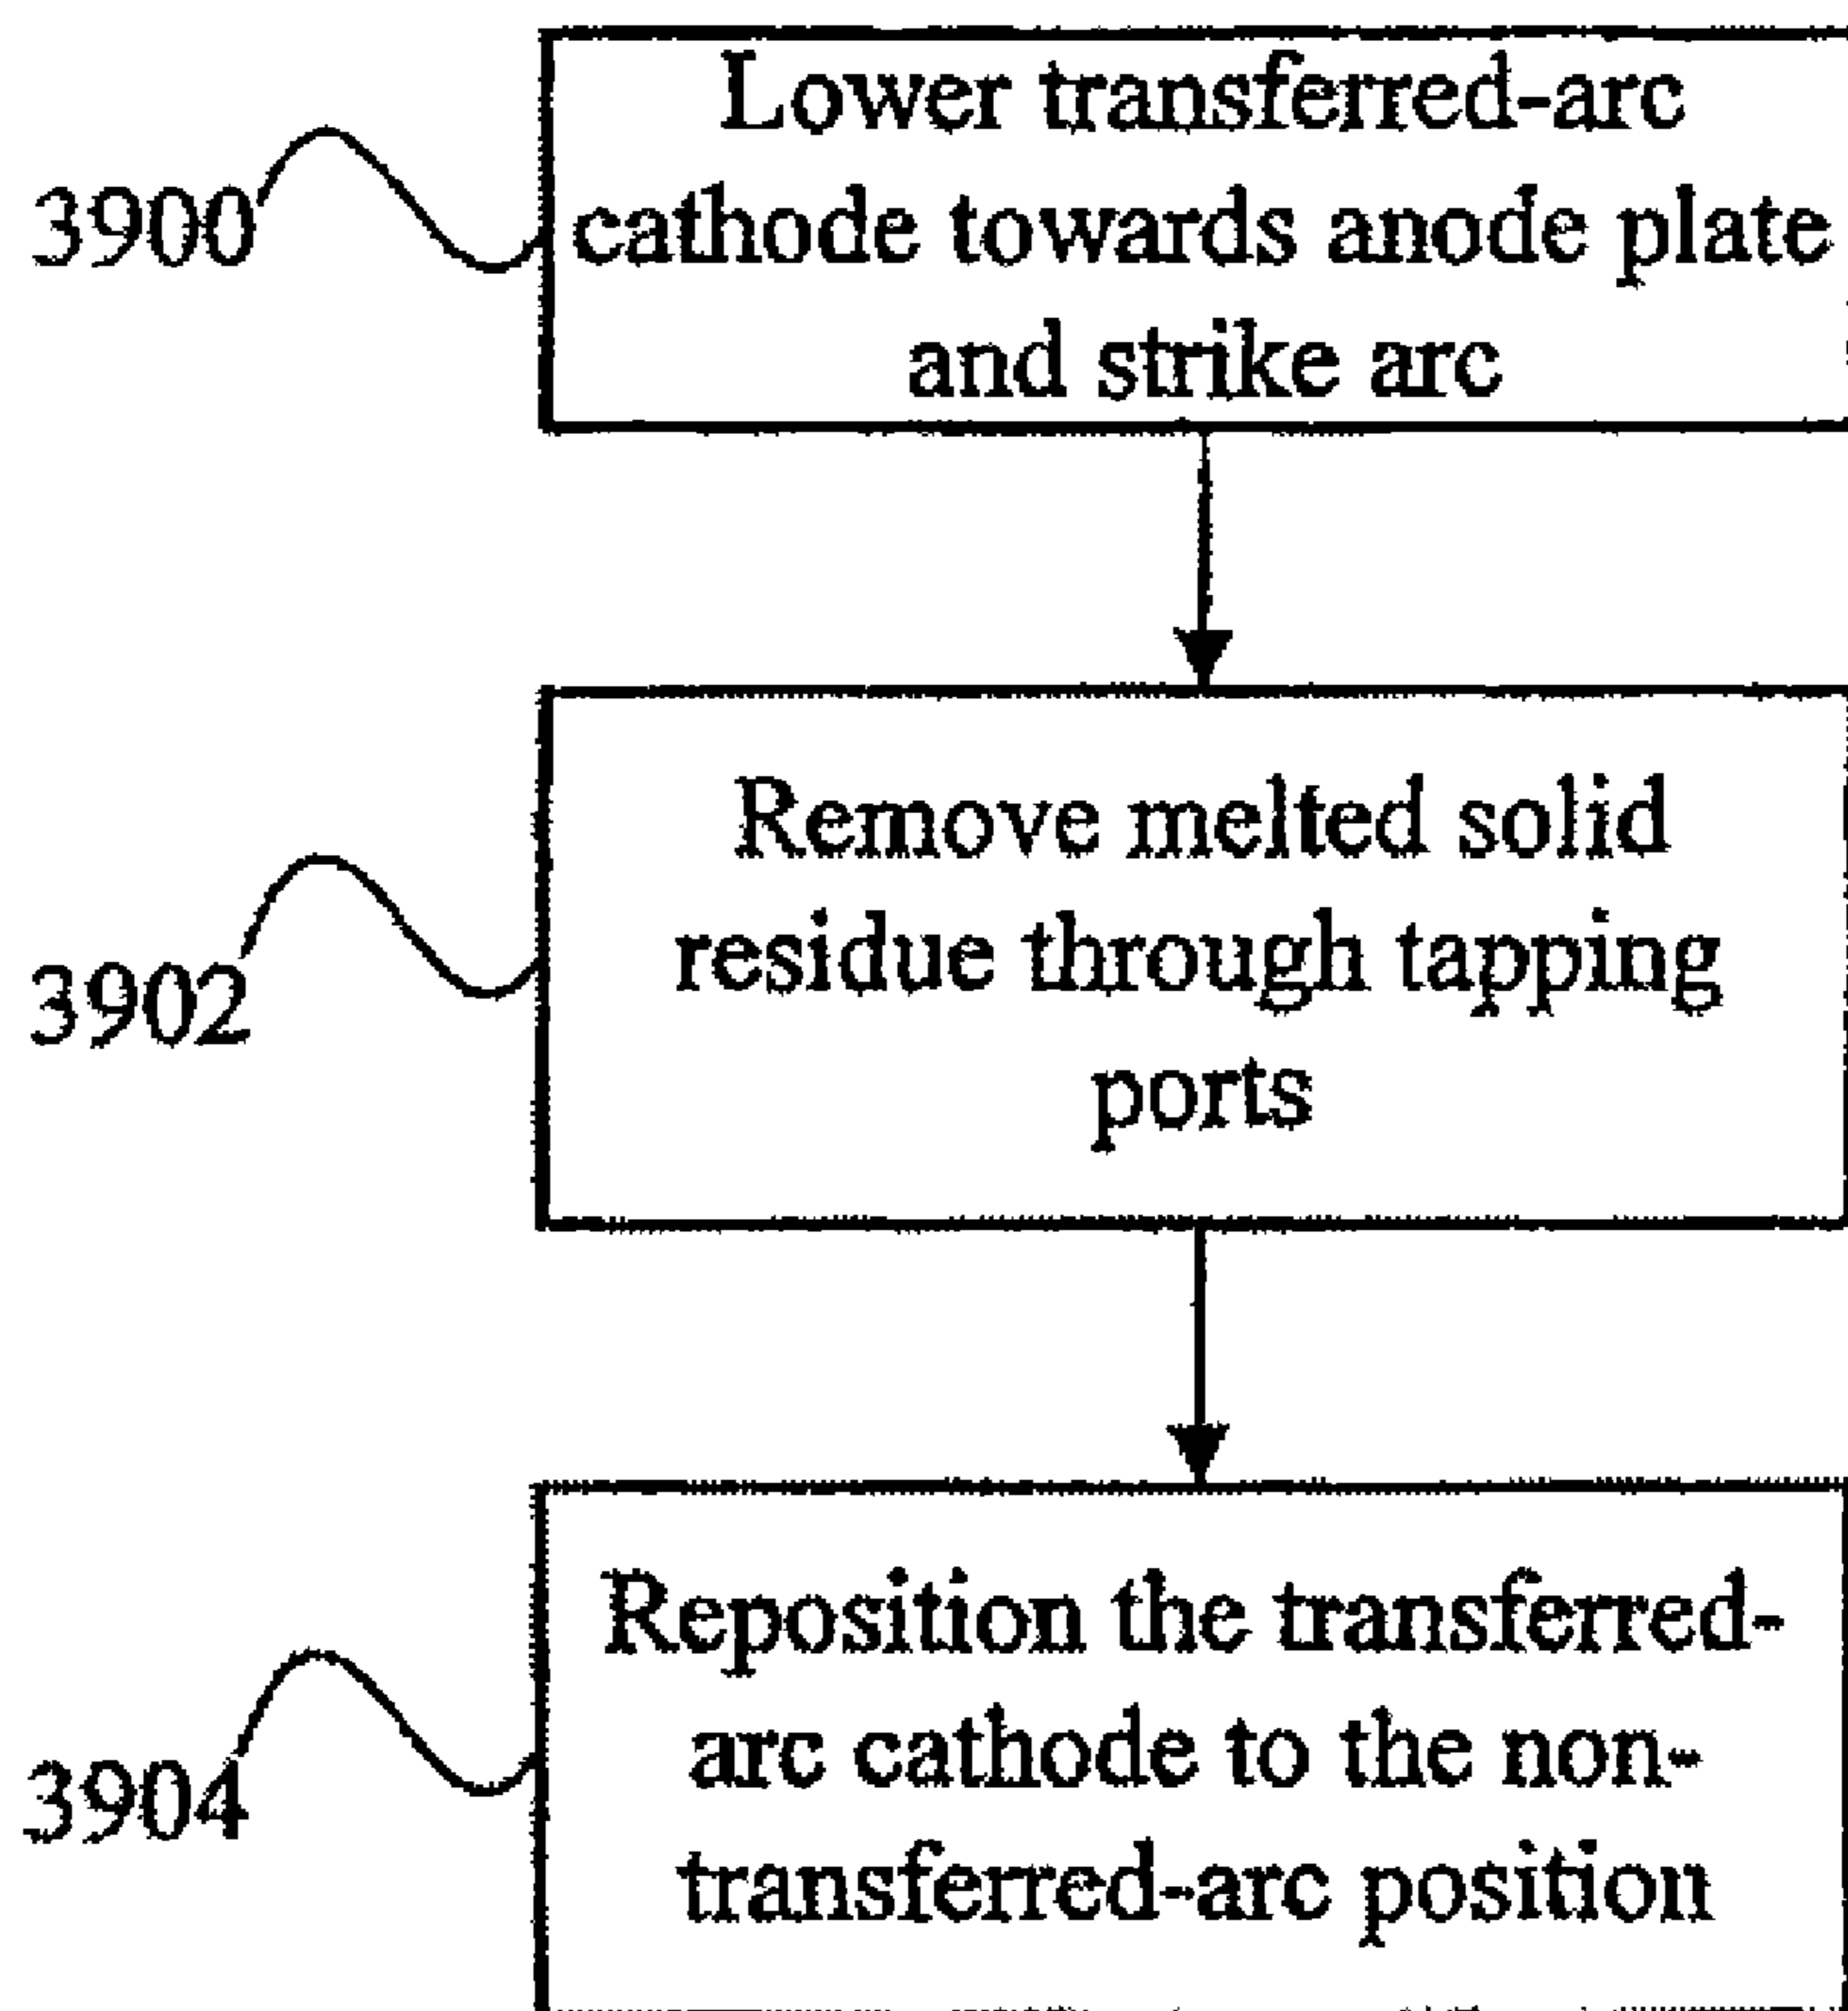 Lower transferred-arc
3900 cathode towards anode plate
and strike arc
Remove melted solid
3902 residue through tapping
ports
Reposition the transferred-
arc cathode to the non-
3904 transferred-arc position